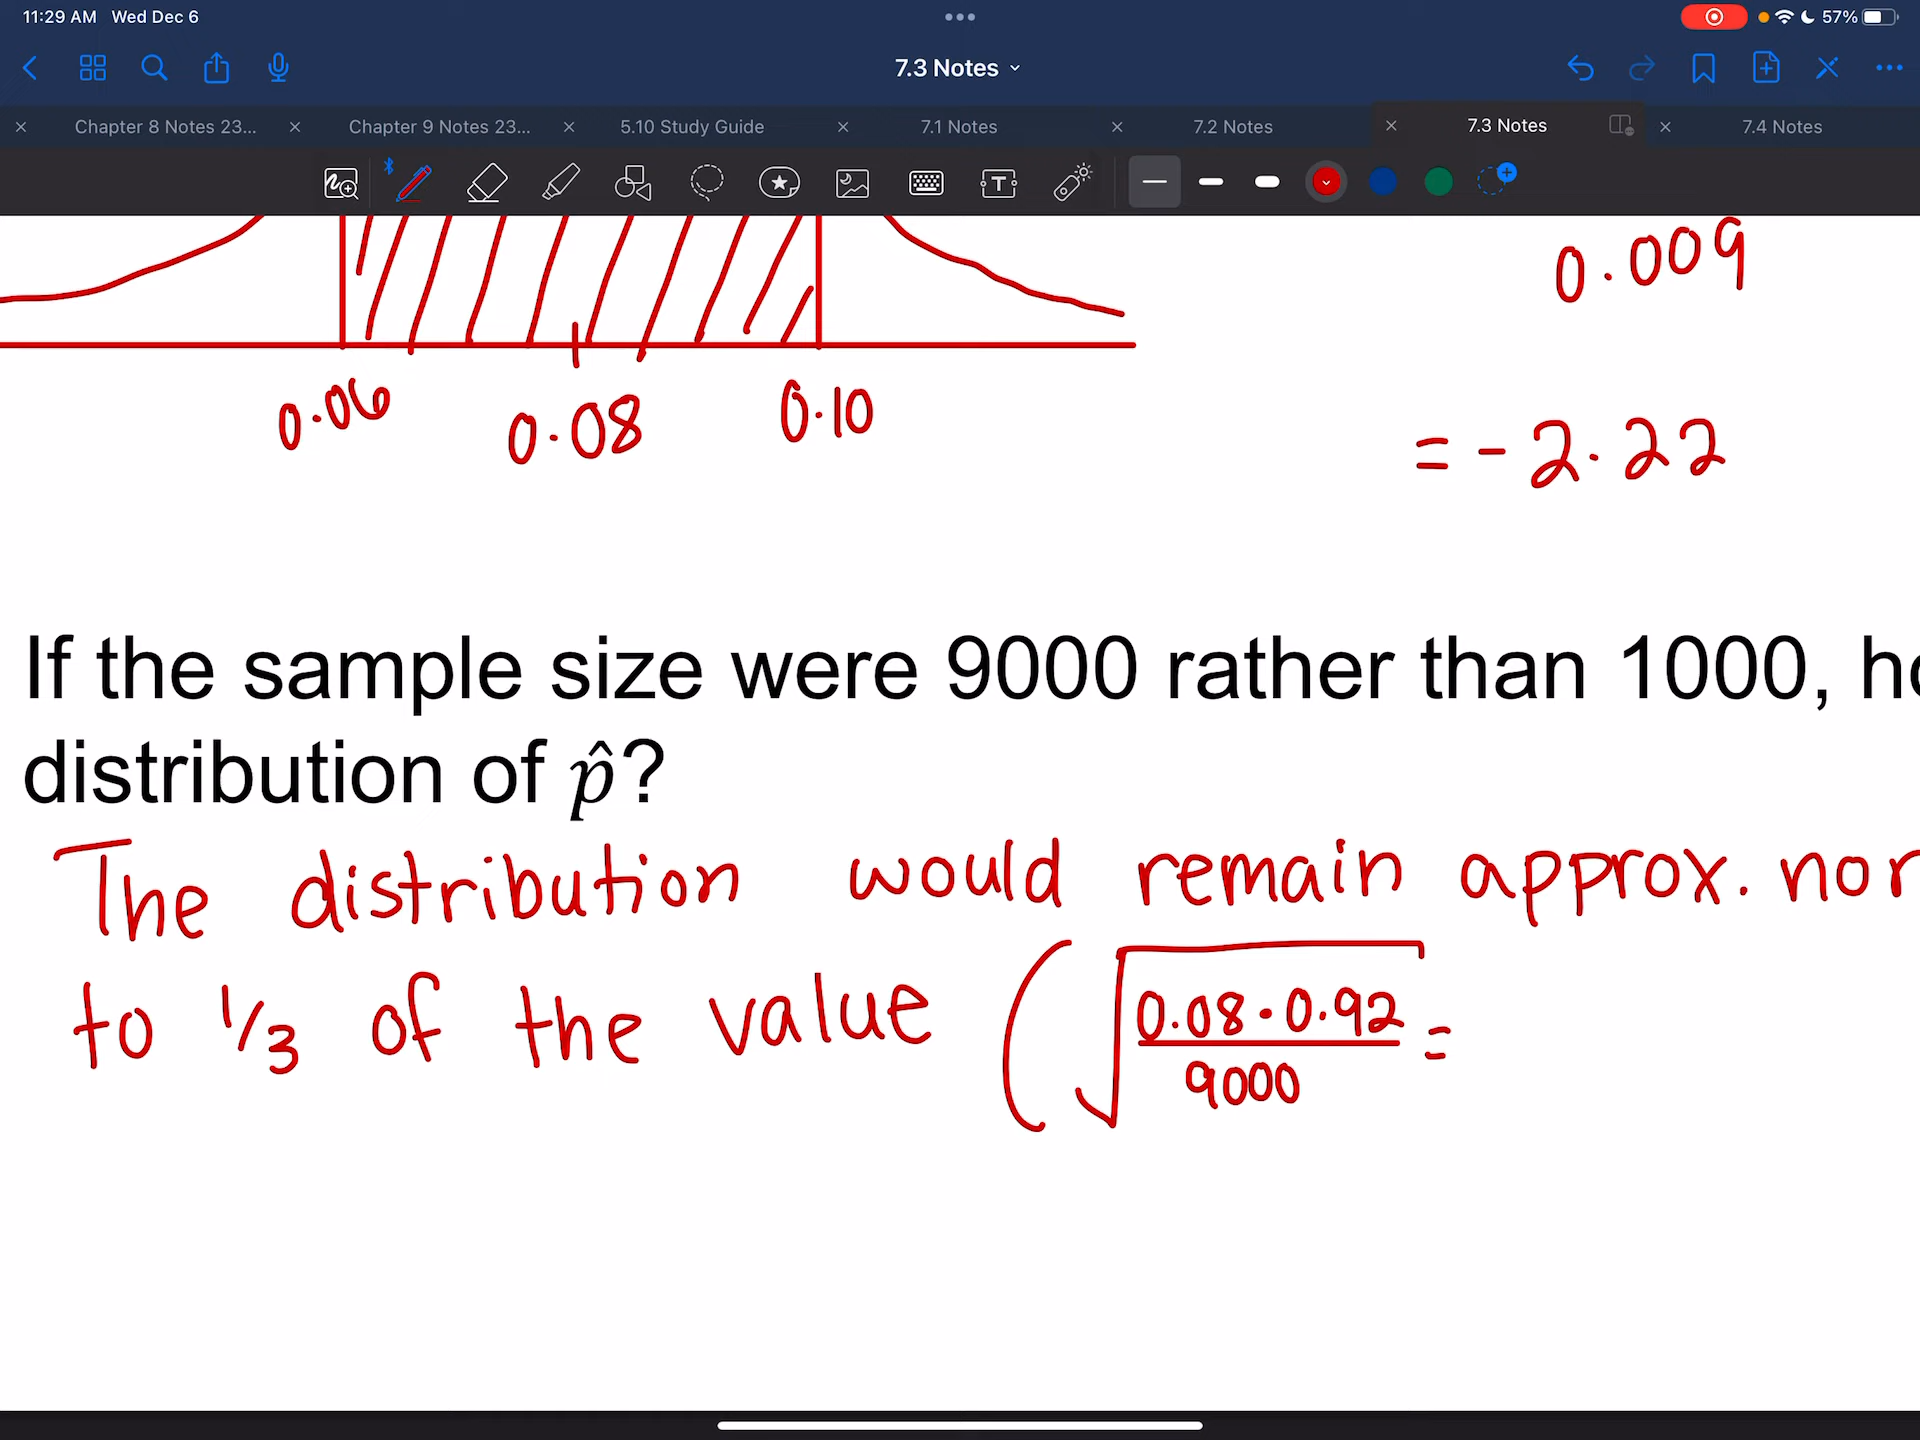 11:29 AM Wed Dec 6
57%
7.3 Notes
Chapter 8 Notes 23...
Chapter 9 Notes 23...
5.10 Study Guide
7.1 Notes
7.2 Notes
7.3 Notes
7.4 Notes
T
0.009
0.06
0.08
0.10
= -2.22
If the sample size were 9000 rather than 1000, ho
distribution of p̂?
The distribution would remain approx. nor
to 1/3 of the value (√(0.08·0.92/9000) =